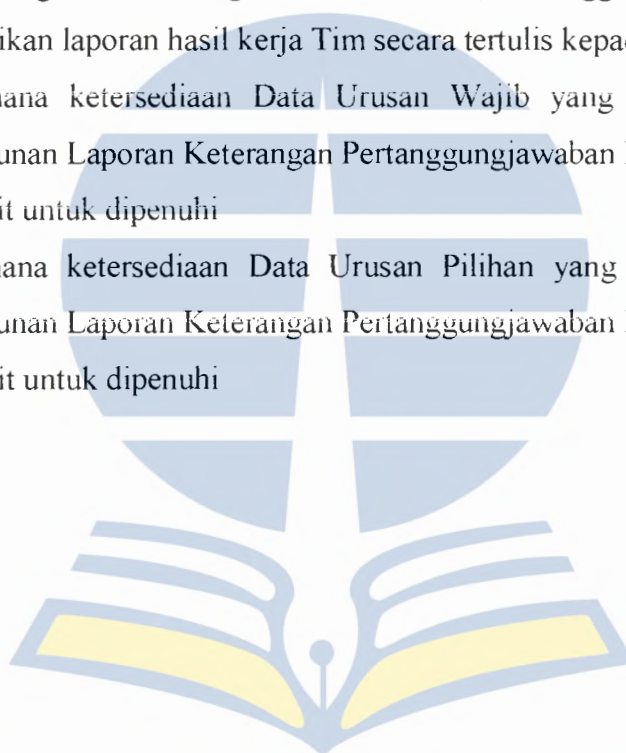 ikan laporan hasil kerja Tim secara tertulis kepa
ana ketersediaan Data Urusan Wajib yang
unan Laporan Keterangan Pertanggungjawaban
it untuk dipenuhi
ana ketersediaan Data Urusan Pilihan yang
unan Laporan Keterangan Pertanggungjawaban
it untuk dipenuhi